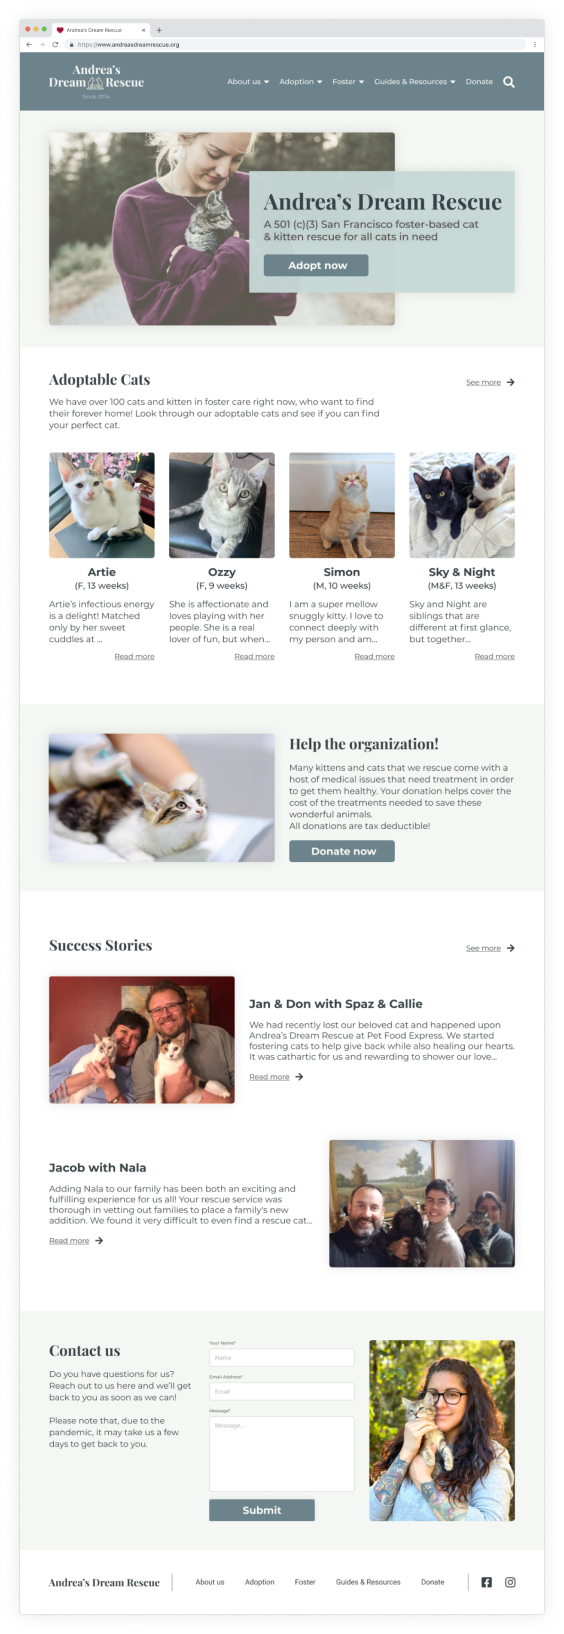 Andrea's Dream Rescue
https://www.andreasdreamrescue.org
Andrea's
Dream Rescue
Since 2014
About us
Adoption
Foster
Guides & Resources
Donate
Andrea's Dream Rescue
A 501 (c)(3) San Francisco foster-based cat
& kitten rescue for all cats in need
Adopt now
Adoptable Cats
See more
We have over 100 cats and kitten in foster care right now, who want to find
their forever home! Look through our adoptable cats and see if you can find
your perfect cat.
Artie
(F, 13 weeks)
Artie's infectious energy
is a delight! Matched
only by her sweet
cuddles at ...
Read more
Ozzy
(F, 9 weeks)
She is affectionate and
loves playing with her
people. She is a real
lover of fun, but when...
Read more
Simon
(M, 10 weeks)
I am a super mellow
snuggly kitty. I love to
connect deeply with
my person and am...
Read more
Sky & Night
(M&F, 13 weeks)
Sky and Night are
siblings that are
different at first glance,
but together...
Read more
Help the organization!
Many kittens and cats that we rescue come with a
host of medical issues that need treatment in order
to get them healthy. Your donation helps cover the
cost of the treatments needed to save these
wonderful animals.
All donations are tax deductible!
Donate now
Success Stories
See more
Jan & Don with Spaz & Callie
We had recently lost our beloved cat and happened upon
Andrea's Dream Rescue at Pet Food Express. We started
fostering cats to help give back while also healing our hearts.
It was cathartic for us and rewarding to shower our love...
Read more
Jacob with Nala
Adding Nala to our family has been both an exciting and
fulfilling experience for us all! Your rescue service was
thorough in vetting out families to place a family's new
addition. We found it very difficult to even find a rescue cat...
Read more
Contact us
Do you have questions for us?
Reach out to us here and we'll get
back to you as soon as we can!
Please note that, due to the
pandemic, it may take us a few
days to get back to you.
Your Name*
Name
Email Address*
Email
Message*
Message...
Submit
Andrea's Dream Rescue
About us
Adoption
Foster
Guides & Resources
Donate